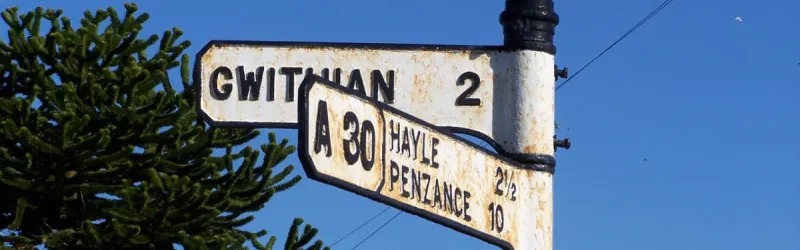 GWITHIAN 2
A 30
HAYLE 2½
PENZANCE 10